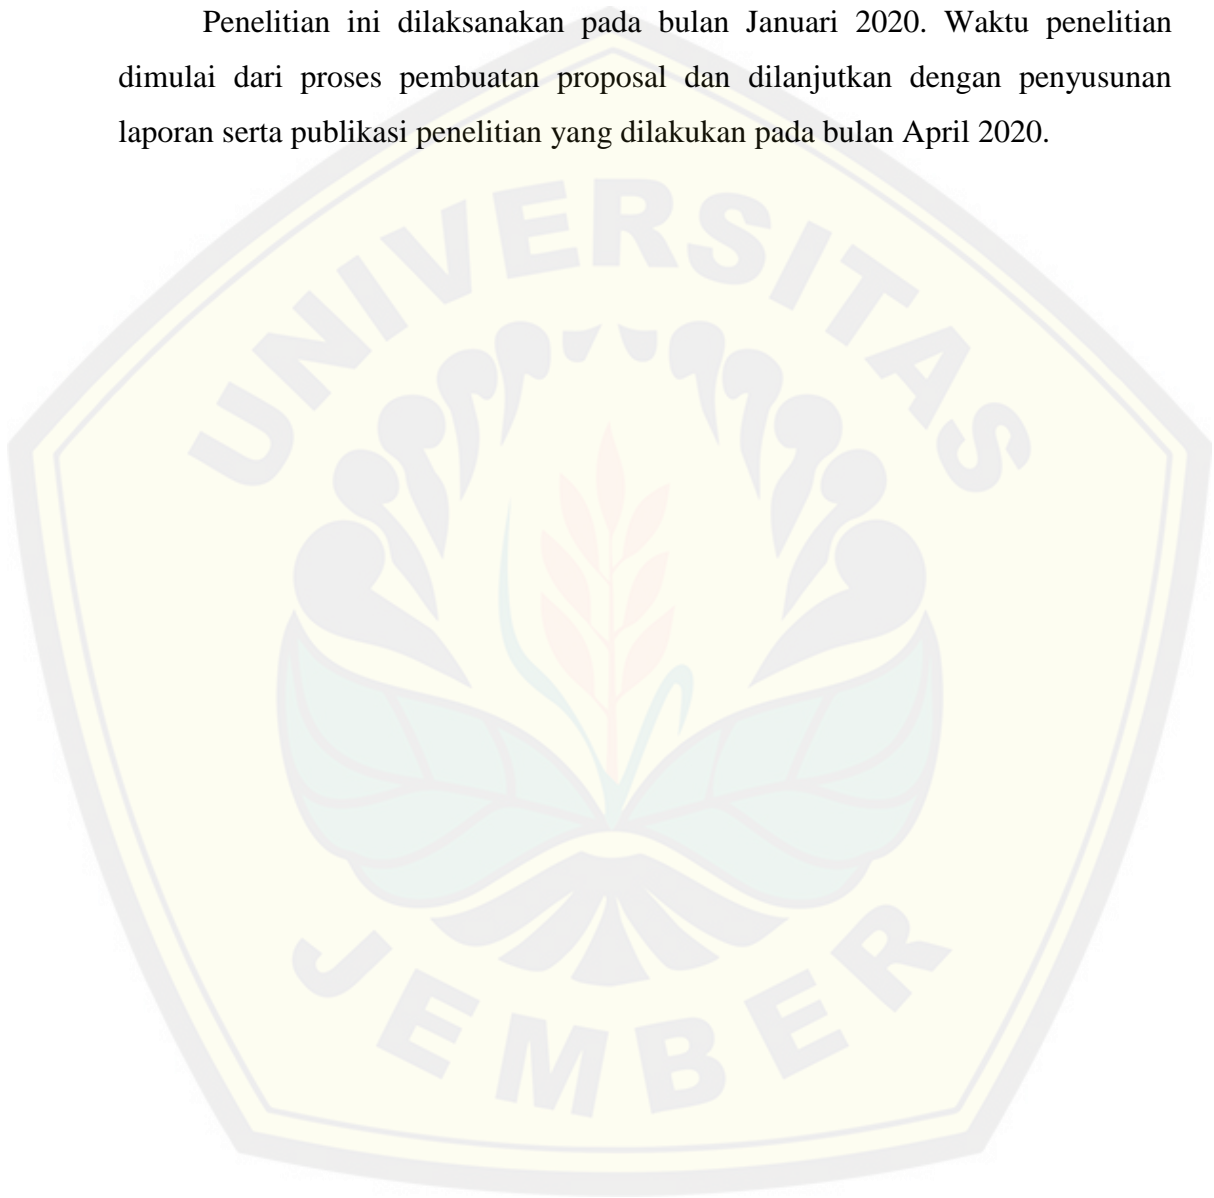 Penelitian ini dilaksanakan pada bulan Januari 2020. Waktu penelitian
dimulai dari proses pembuatan proposal dan dilanjutkan dengan penyusunan
laporan serta publikasi penelitian yang dilakukan pada bulan April 2020.
UNIVERSITAS
JEMBER